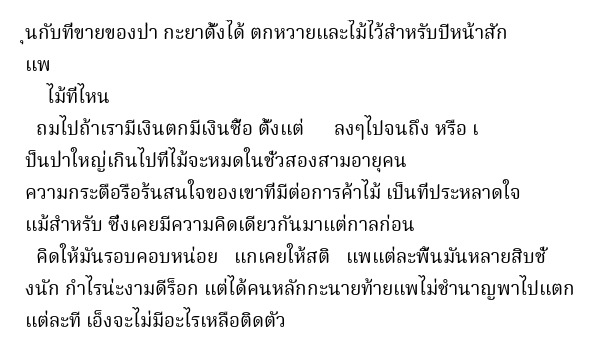 ุนกับทีขายของปา กะยาตั้งได้ ตกหวายและไม้ไว้สำหรับปีหน้าสัก
แพ
ไม้ที่ไหน
ถมไปถ้าเรามีเงินตกมีเงินซื้อ ตั้งแต่ ลงๆไปจนถึง หรือ เ
ป็นปาใหญ่เกินไปที่ไม้จะหมดในชั่วสองสามอายุคน
ความกระตือรือร้นสนใจของเขาที่มีต่อการค้าไม้ เป็นที่ประหลาดใจ
แม้สำหรับ ซึ่งเคยมีความคิดเดียวกันมาแต่กาลก่อน
คิดให้มันรอบคอบหน่อย แกเคยให้สติ แพแต่ละพื้นมันหลายสิบชั่
งนัก กำไรน่ะงามดีร็อก แต่ได้คนหลักกะนายท้ายแพไม่ชำนาญพาไปแตก
แต่ละที เอ็งจะไม่มีอะไรเหลือติดตัว